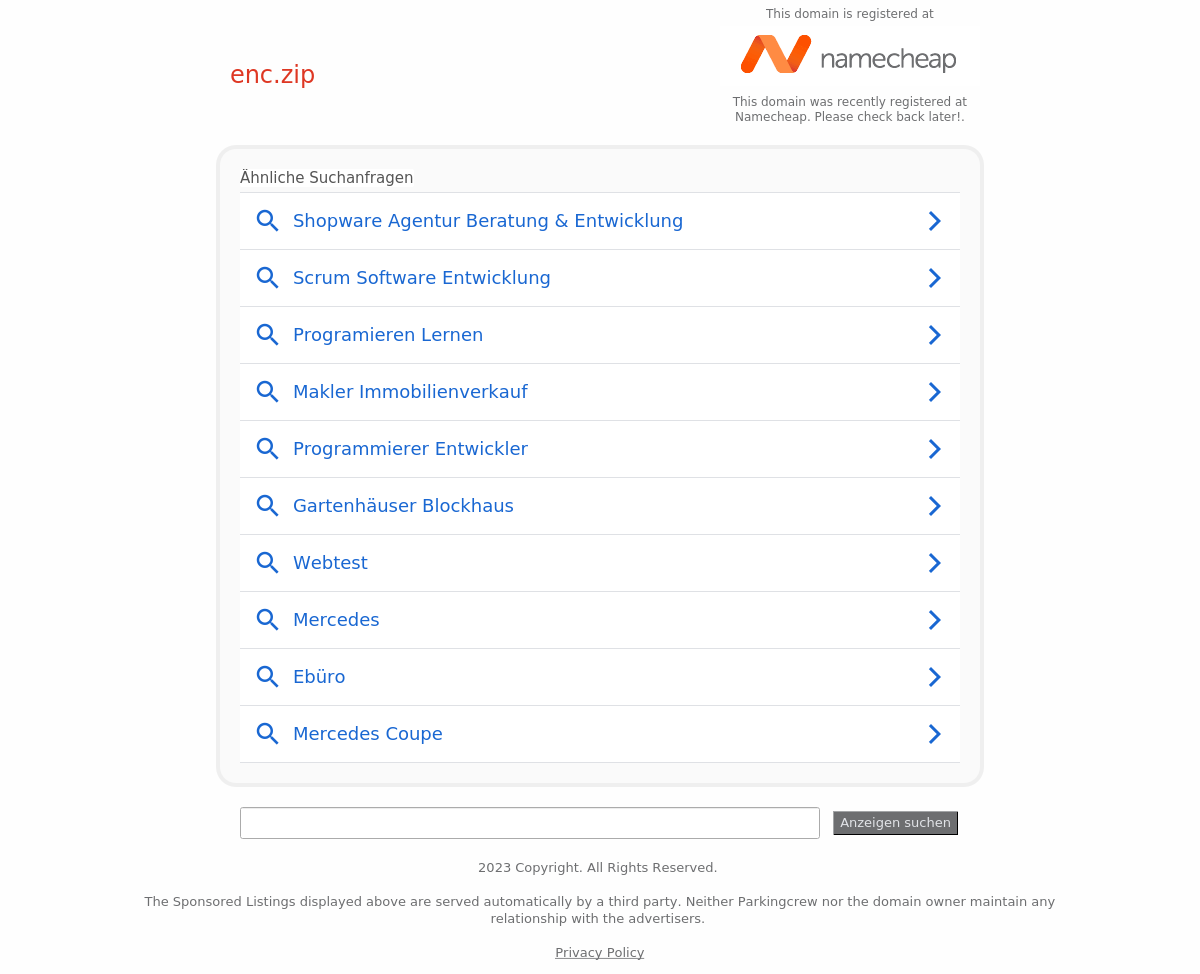 This domain is registered at
enc.zip
namecheap
This domain was recently registered at
Namecheap. Please check back later!.
Ähnliche Suchanfragen
Shopware Agentur Beratung & Entwicklung
Scrum Software Entwicklung
Programieren Lernen
Makler Immobilienverkauf
Programmierer Entwickler
Gartenhäuser Blockhaus
Webtest
Mercedes
Ebüro
Mercedes Coupe
Anzeigen suchen
2023 Copyright. All Rights Reserved.
The Sponsored Listings displayed above are served automatically by a third party. Neither Parkingcrew nor the domain owner maintain any
relationship with the advertisers.
Privacy Policy